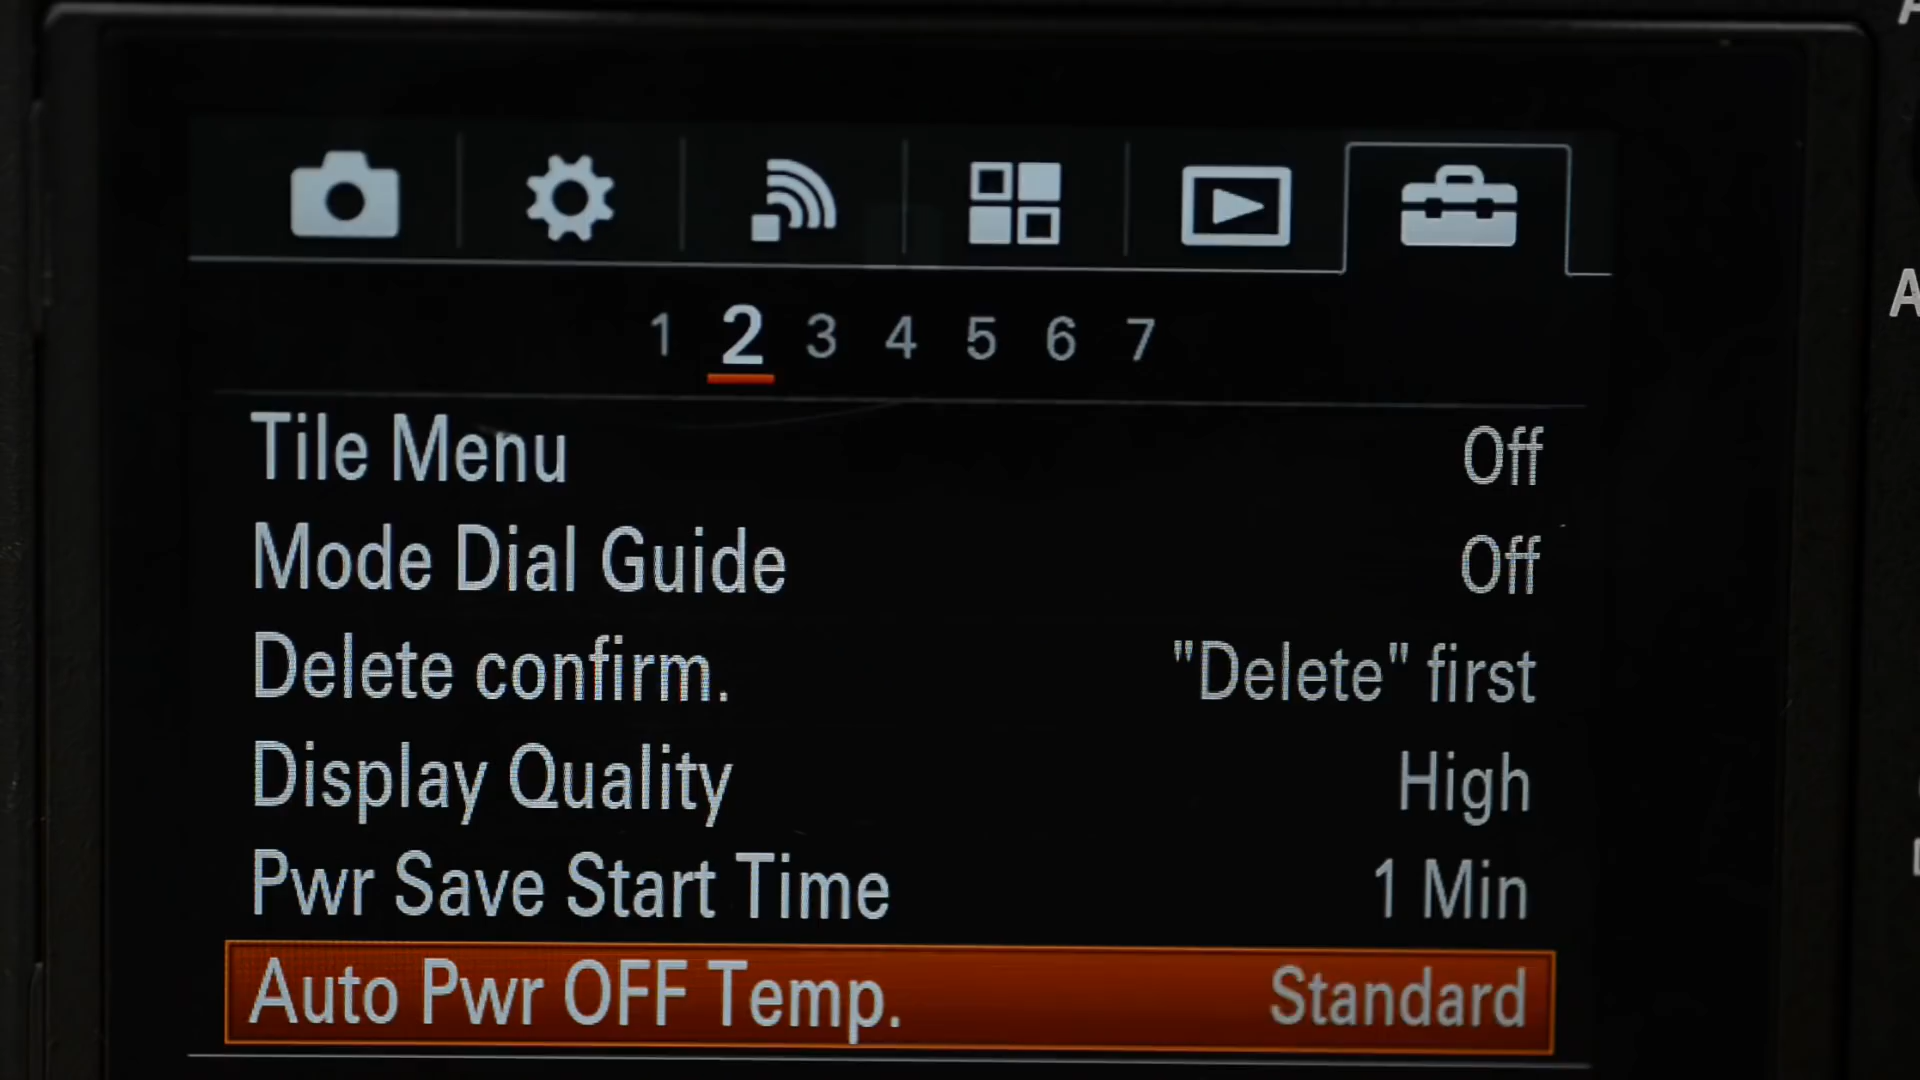 1 2 3 4 5 6 7
Tile Menu Off
Mode Dial Guide Off
Delete confirm. "Delete" first
Display Quality High
Pwr Save Start Time 1 Min
Auto Pwr OFF Temp. Standard